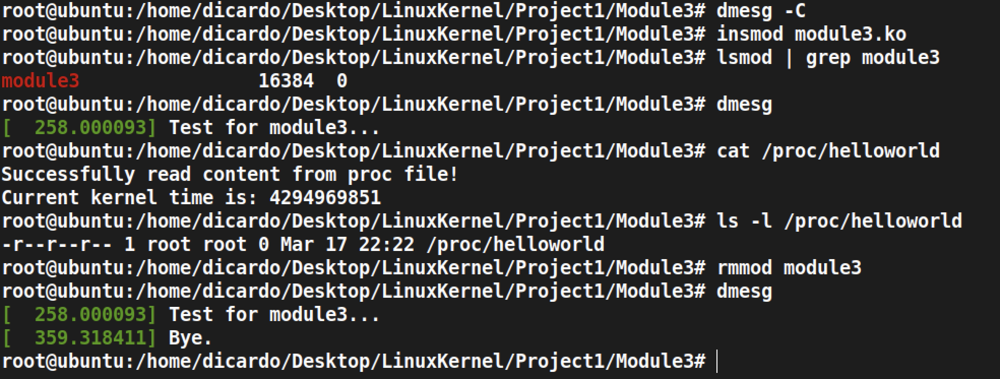 root@ubuntu:/home/dicardo/Desktop/LinuxKernel/Project1/Module3# dmesg -C
root@ubuntu:/home/dicardo/Desktop/LinuxKernel/Project1/Module3# insmod module3.ko
root@ubuntu:/home/dicardo/Desktop/LinuxKernel/Project1/Module3# lsmod | grep module3
module3                16384  0
root@ubuntu:/home/dicardo/Desktop/LinuxKernel/Project1/Module3# dmesg
[  258.000093] Test for module3...
root@ubuntu:/home/dicardo/Desktop/LinuxKernel/Project1/Module3# cat /proc/helloworld
Successfully read content from proc file!
Current kernel time is: 4294969851
root@ubuntu:/home/dicardo/Desktop/LinuxKernel/Project1/Module3# ls -l /proc/helloworld
-r--r--r-- 1 root root 0 Mar 17 22:22 /proc/helloworld
root@ubuntu:/home/dicardo/Desktop/LinuxKernel/Project1/Module3# rmmod module3
root@ubuntu:/home/dicardo/Desktop/LinuxKernel/Project1/Module3# dmesg
[  258.000093] Test for module3...
[  359.318411] Bye.
root@ubuntu:/home/dicardo/Desktop/LinuxKernel/Project1/Module3#